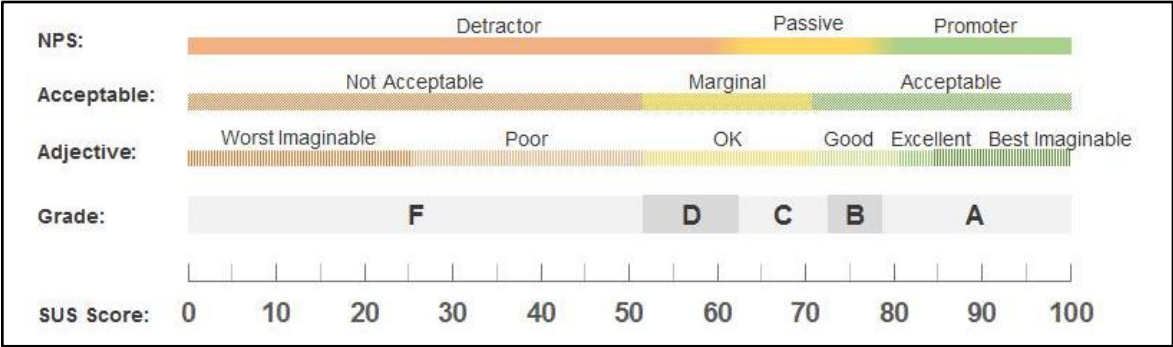 NPS: Detractor Passive Promoter
Acceptable: Not Acceptable Marginal Acceptable
Adjective: Worst Imaginable Poor OK Good Excellent Best Imaginable
Grade: F D C B A
SUS Score: 0 10 20 30 40 50 60 70 80 90 100